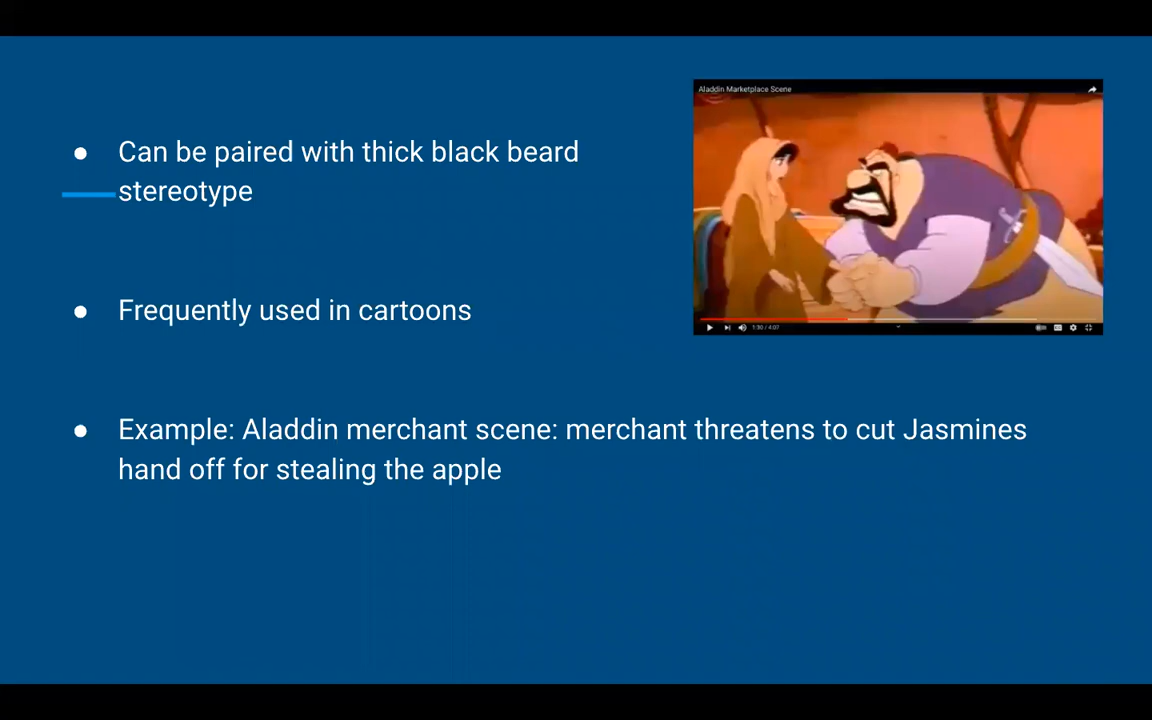 Aladdin Marketplace Scene
● Can be paired with thick black beard
stereotype
1:30 / 4:07
● Frequently used in cartoons
● Example: Aladdin merchant scene: merchant threatens to cut Jasmines
hand off for stealing the apple